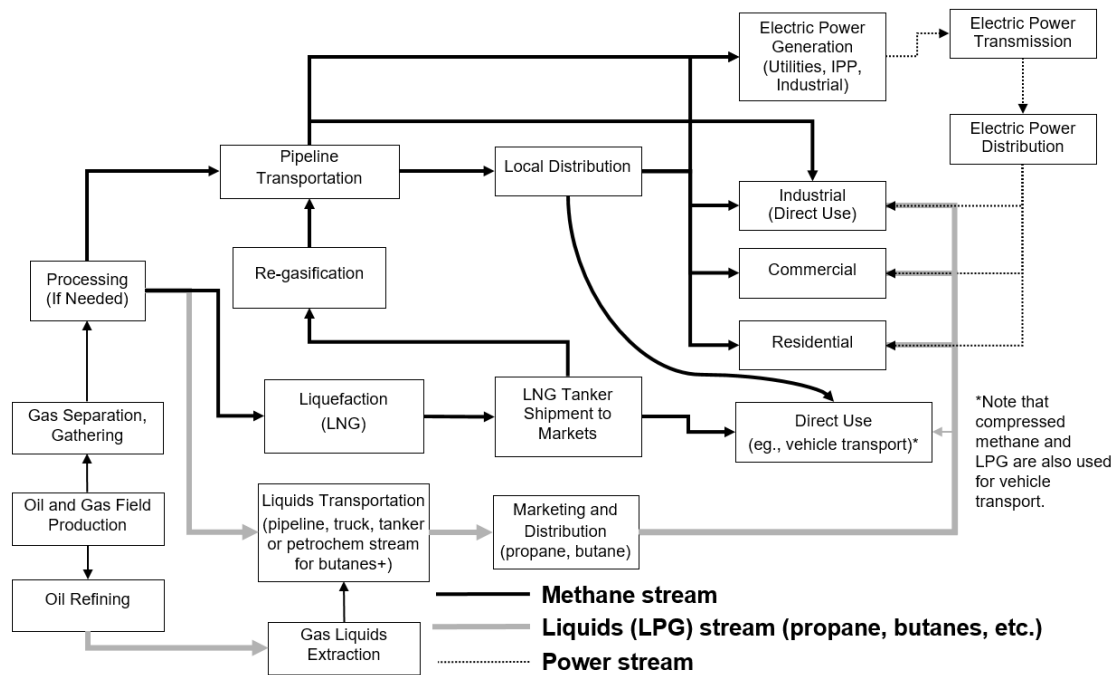 Electric Power
Generation
(Utilities, IPP,
Industrial)
Electric Power
Transmission
Electric Power
Distribution
Pipeline
Transportation
Local Distribution
Industrial
(Direct Use)
Processing
(If Needed)
Re-gasification
Commercial
Residential
Liquefaction
(LNG)
LNG Tanker
Shipment to
Markets
Direct Use
(eg., vehicle transport)*
*Note that
compressed
methane and
LPG are also used
for vehicle
transport.
Gas Separation,
Gathering
Oil and Gas Field
Production
Liquids Transportation
(pipeline, truck, tanker
or petrochem stream
for butanes+)
Marketing and
Distribution
(propane, butane)
Oil Refining
Gas Liquids
Extraction
Methane stream
Liquids (LPG) stream (propane, butanes, etc.)
Power stream